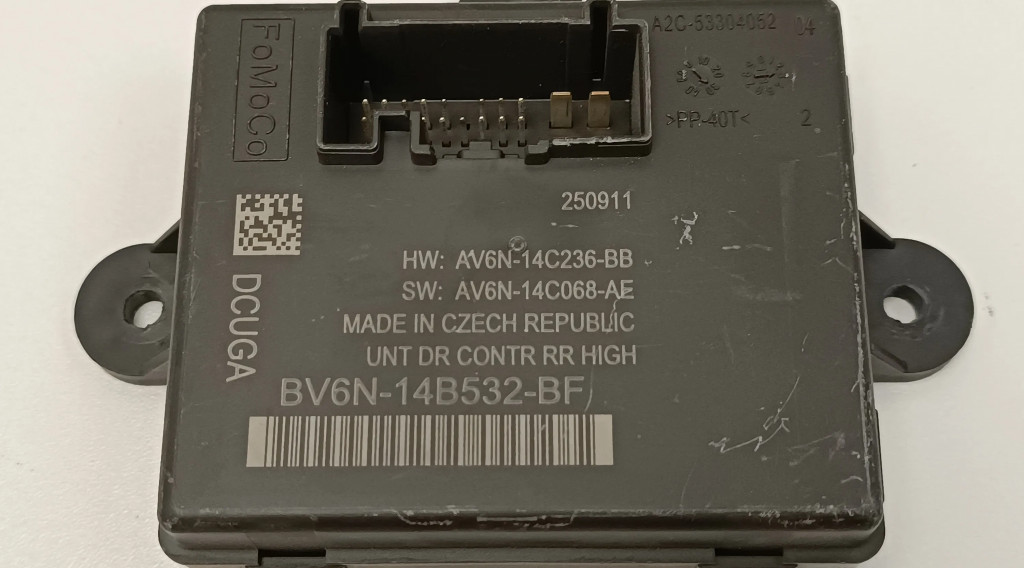 FoMoCo
A2C-53304052 04
>PP-40T< 2
250911
HW: AV6N-14C236-BB
SW: AV6N-14C068-AE
MADE IN CZECH REPUBLIC
UNT DR CONTR RR HIGH
DCUGA
BV6N-14B532-BF